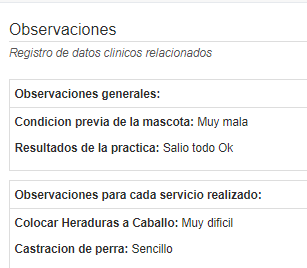 Observaciones
Registro de datos clinicos relacionados
Observaciones generales:
Condicion previa de la mascota: Muy mala
Resultados de la practica: Salio todo Ok
Observaciones para cada servicio realizado:
Colocar Heraduras a Caballo: Muy dificil
Castracion de perra: Sencillo